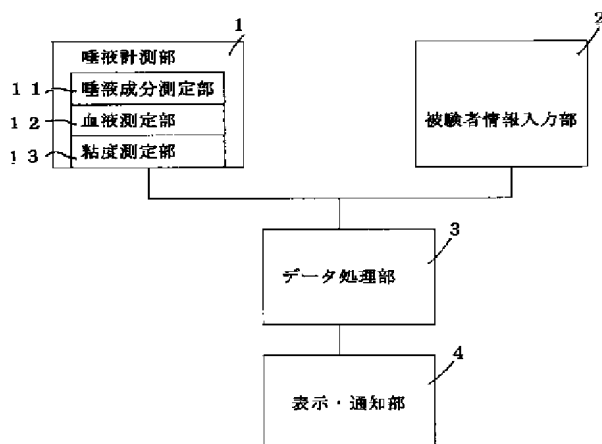 1
唾液計測部
11
唾液成分測定部
12
血液測定部
13
粘度測定部
2
被験者情報入力部
3
データ処理部
4
表示・通知部